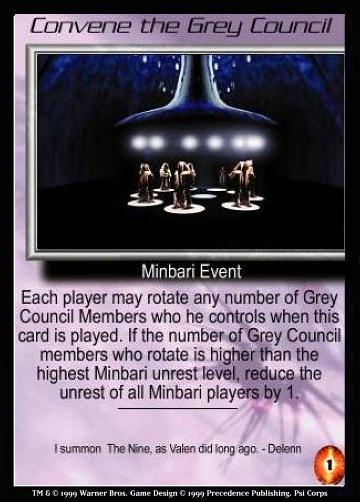 Convene the Grey Council
Minbari Event
Each player may rotate any number of Grey
Council Members who he controls when this
card is played. If the number of Grey Council
members who rotate is higher than the
highest Minbari unrest level, reduce the
unrest of all Minbari players by 1.
I summon The Nine, as Valen did long ago. - Delenn
1
TM & © 1999 Warner Bros. Game Design © 1999 Precedence Publishing. Psi Corps